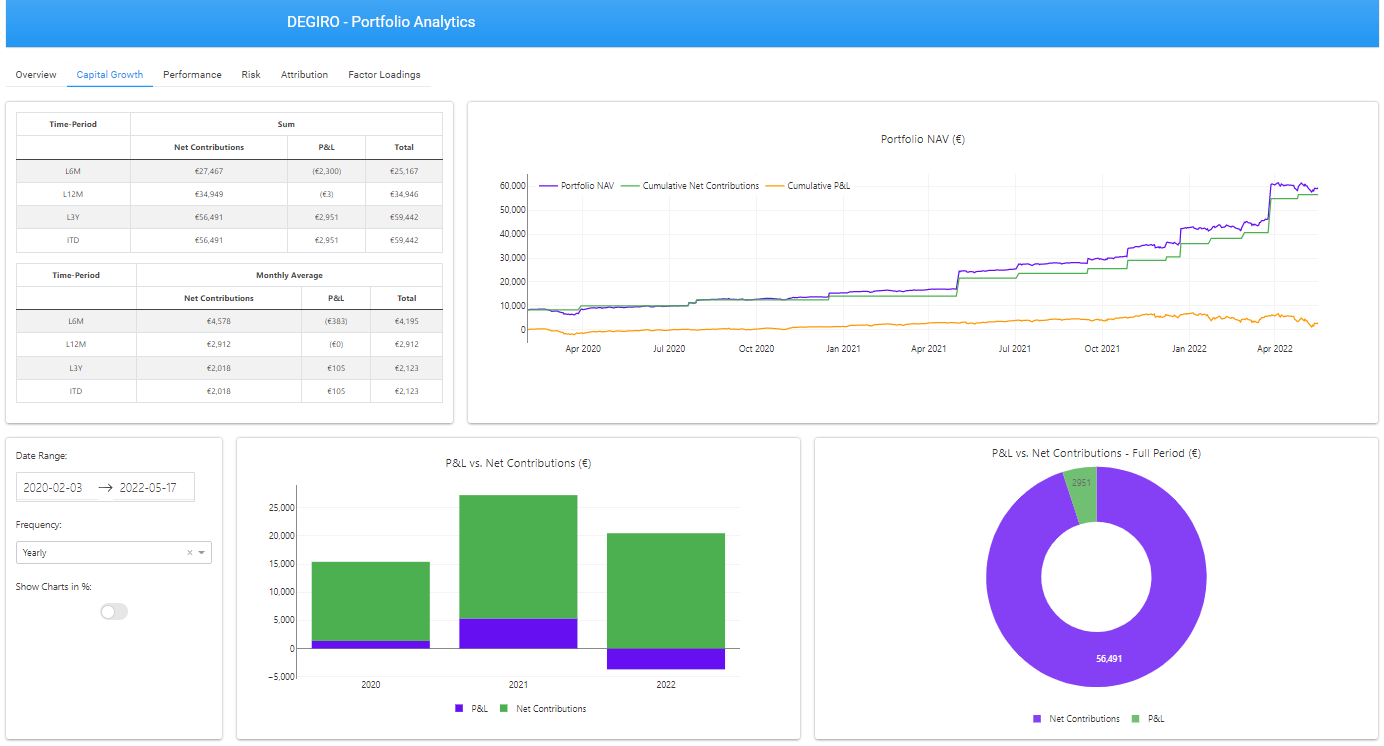 DEGIRO - Portfolio Analytics
Overview Capital Growth Performance Risk Attribution Factor Loadings
Time-Period Sum
Net Contributions P&L Total
L6M €27,467 (€2,300) €25,167
L12M €34,949 (€3) €34,946
L3Y €56,491 €2,951 €59,442
ITD €56,491 €2,951 €59,442
Time-Period Monthly Average
Net Contributions P&L Total
L6M €4,578 (€383) €4,195
L12M €2,912 (€0) €2,912
L3Y €2,018 €105 €2,123
ITD €2,018 €105 €2,123
Portfolio NAV (€)
Portfolio NAV Cumulative Net Contributions Cumulative P&L
60,000
50,000
40,000
30,000
20,000
10,000
0
Apr 2020 Jul 2020 Oct 2020 Jan 2021 Apr 2021 Jul 2021 Oct 2021 Jan 2022 Apr 2022
Date Range:
2020-02-03 → 2022-05-17
Frequency:
Yearly × 
Show Charts in %:
P&L vs. Net Contributions (€)
25,000
20,000
15,000
10,000
5,000
0
−5,000
2020 2021 2022
P&L Net Contributions
P&L vs. Net Contributions - Full Period (€)
2951
56,491
Net Contributions P&L